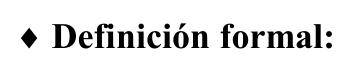 ♦ Definición formal: